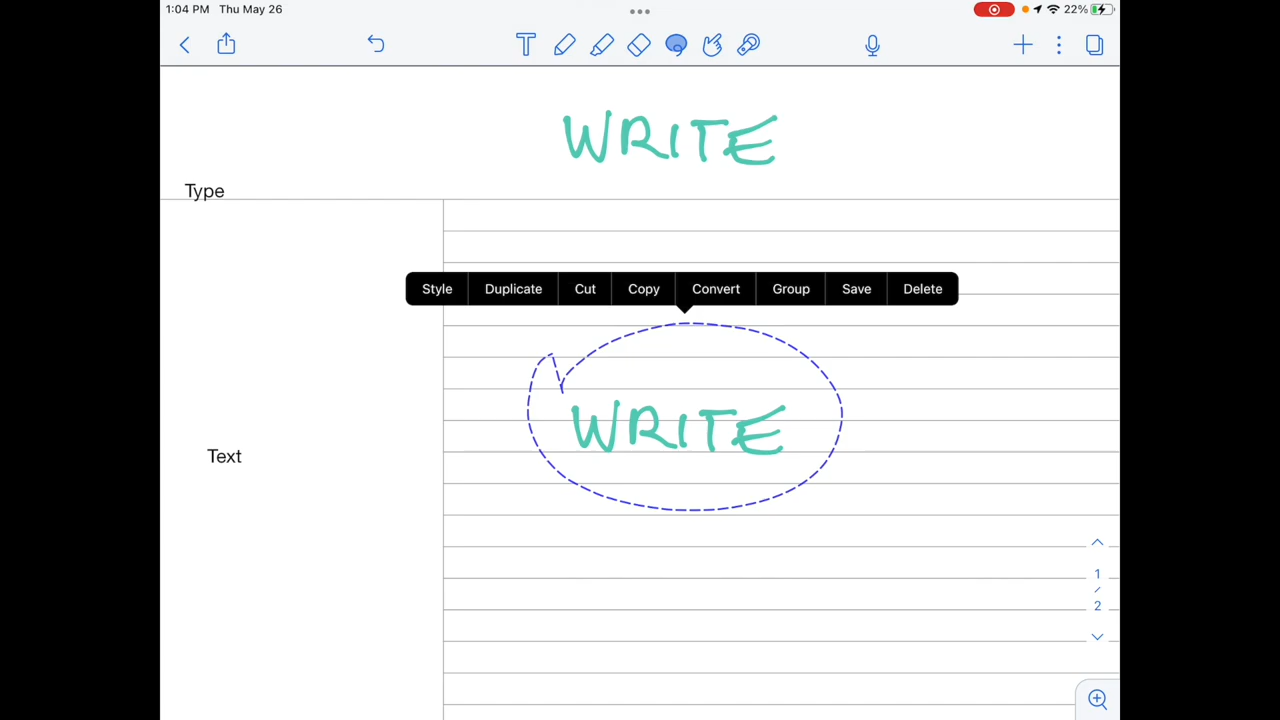 1:04 PM Thu May 26
22%
T
WRITE
Type
Style Duplicate Cut Copy Convert Group Save Delete
WRITE
Text
1
/
2